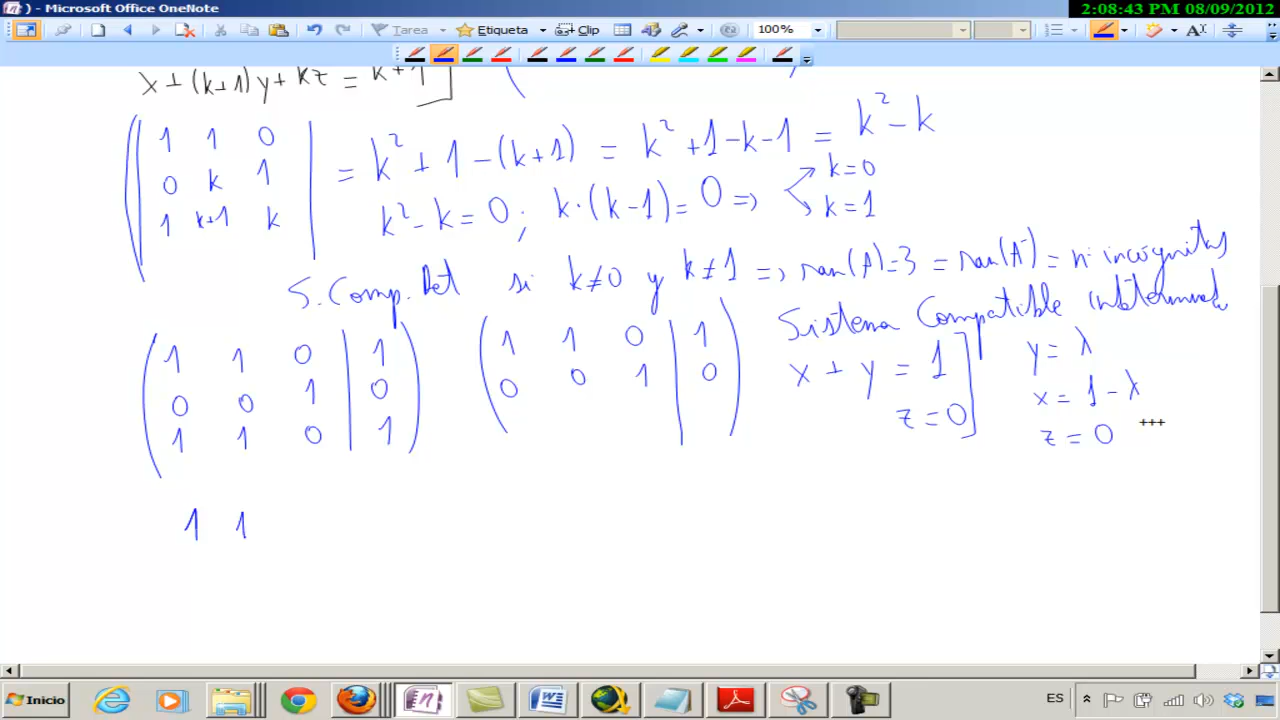 ) - Microsoft Office OneNote
2:08:43 PM 08/09/2012
Tarea Etiqueta Clip 100%
x + (k+1) y + kz = k+1
1 1 0
0 k 1
1 k+1 k
= k² + 1 - (k+1) = k² + 1 - k - 1 = k² - k
k² - k = 0 ; k·(k-1) = 0 => k=0
k=1
S. Comp. Det si k≠0 y k≠1 => ran(A)=3 = ran(A¯) = nº incógnitas
Sistema Compatible indeterminado
1 1 0 | 1
0 0 1 | 0
1 1 0 | 1
1 1 0 | 1
0 0 1 | 0
x + y = 1
z = 0
y = λ
x = 1 - λ
z = 0
1 1
Inicio
ES